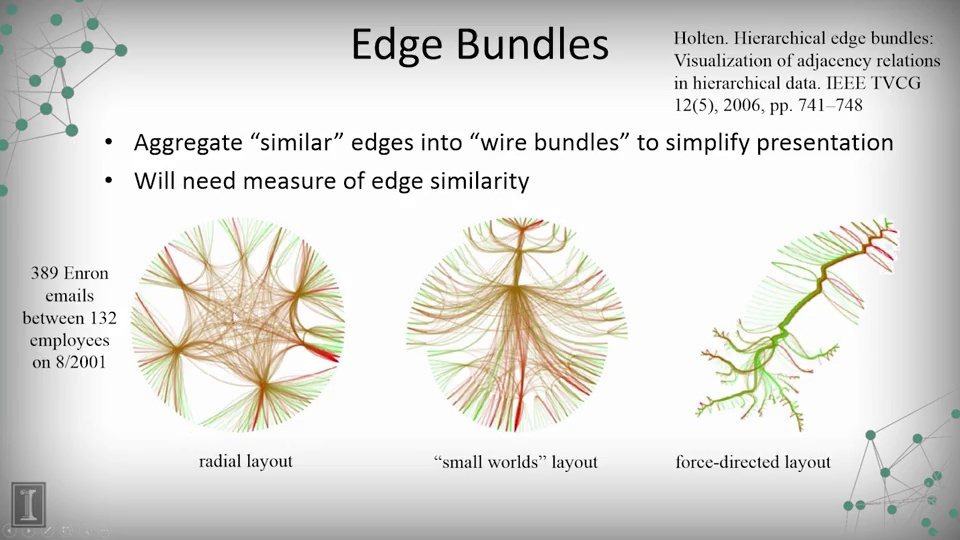 Edge Bundles
Holten. Hierarchical edge bundles:
Visualization of adjacency relations
in hierarchical data. IEEE TVCG
12(5), 2006, pp. 741–748
• Aggregate “similar” edges into “wire bundles” to simplify presentation
• Will need measure of edge similarity
389 Enron
emails
between 132
employees
on 8/2001
radial layout
“small worlds” layout
force-directed layout
I